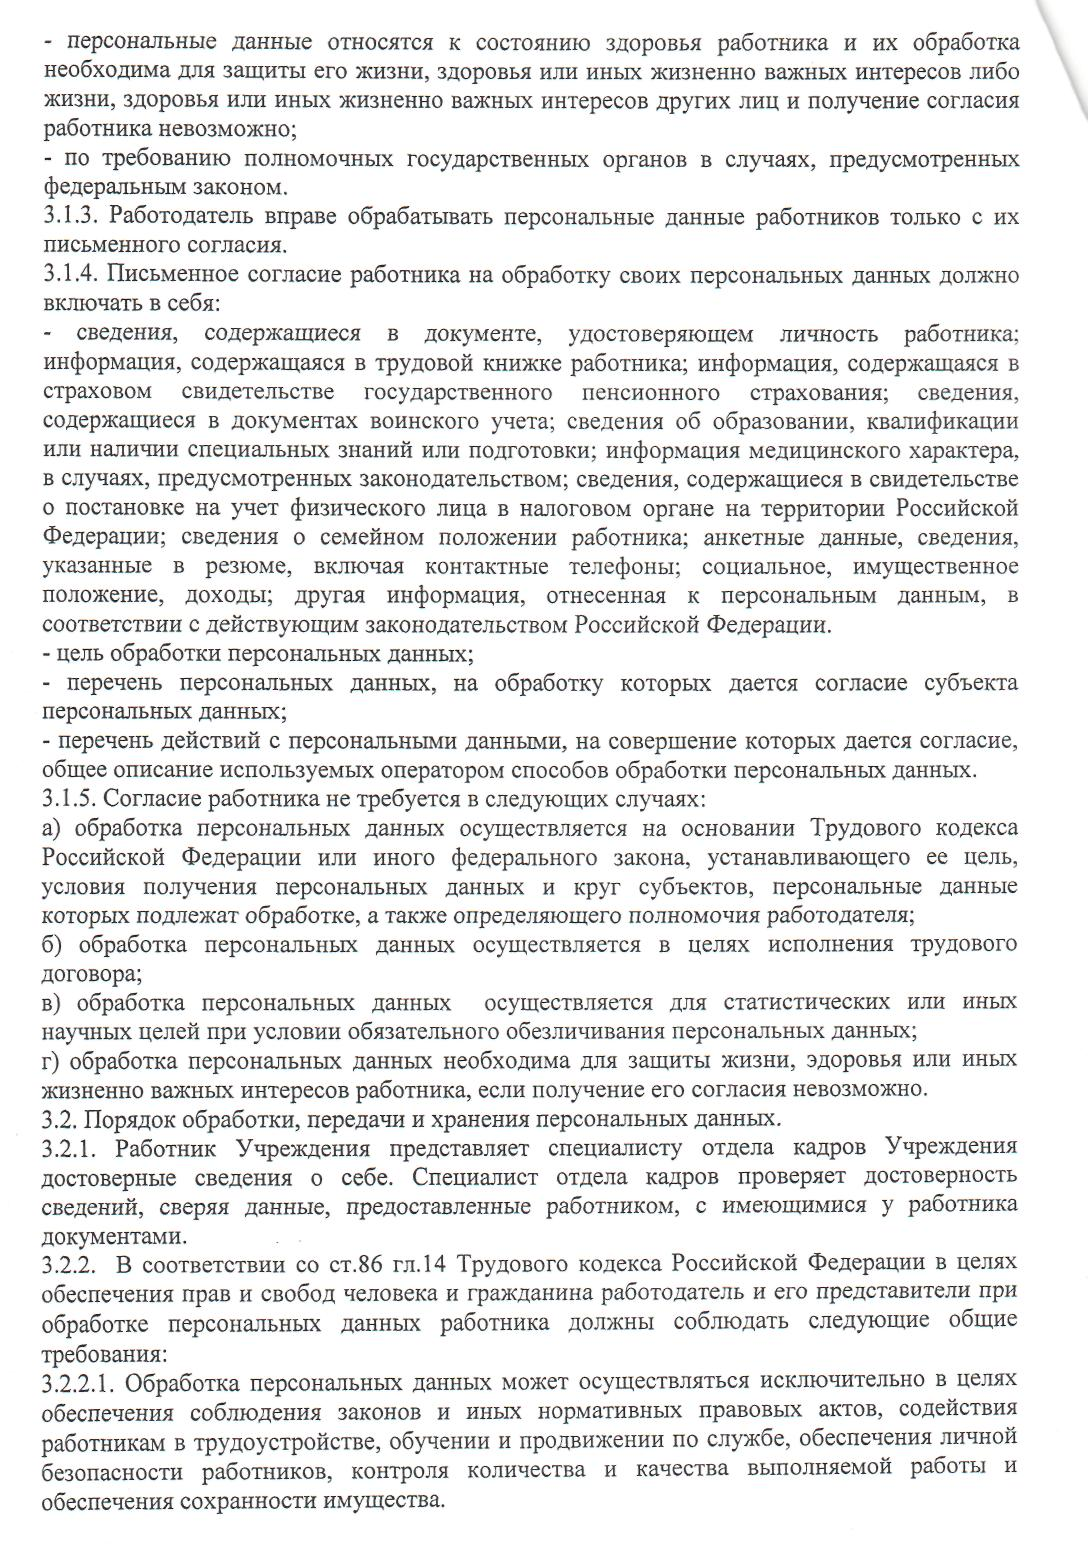 - персональные данные относятся к состоянию здоровья работника и их обработка
необходима для защиты его жизни, здоровья или иных жизненно важных интересов либо
жизни, здоровья или иных жизненно важных интересов других лиц и получение согласия
работника невозможно;
- по требованию полномочных государственных органов в случаях, предусмотренных
федеральным законом.
3.1.3. Работодатель вправе обрабатывать персональные данные работников только с их
письменного согласия.
3.1.4. Письменное согласие работника на обработку своих персональных данных должно
включать в себя:
- сведения, содержащиеся в документе, удостоверяющем личность работника;
информация, содержащаяся в трудовой книжке работника; информация, содержащаяся в
страховом свидетельстве государственного пенсионного страхования; сведения,
содержащиеся в документах воинского учета; сведения об образовании, квалификации
или наличии специальных знаний или подготовки; информация медицинского характера,
в случаях, предусмотренных законодательством; сведения, содержащиеся в свидетельстве
о постановке на учет физического лица в налоговом органе на территории Российской
Федерации; сведения о семейном положении работника; анкетные данные, сведения,
указанные в резюме, включая контактные телефоны; социальное, имущественное
положение, доходы; другая информация, отнесенная к персональным данным, в
соответствии с действующим законодательством Российской Федерации.
- цель обработки персональных данных;
- перечень персональных данных, на обработку которых дается согласие субъекта
персональных данных;
- перечень действий с персональными данными, на совершение которых дается согласие,
общее описание используемых оператором способов обработки персональных данных.
3.1.5. Согласие работника не требуется в следующих случаях:
а) обработка персональных данных осуществляется на основании Трудового кодекса
Российской Федерации или иного федерального закона, устанавливающего ее цель,
условия получения персональных данных и круг субъектов, персональные данные
которых подлежат обработке, а также определяющего полномочия работодателя;
б) обработка персональных данных осуществляется в целях исполнения трудового
договора;
в) обработка персональных данных осуществляется для статистических или иных
научных целей при условии обязательного обезличивания персональных данных;
г) обработка персональных данных необходима для защиты жизни, эдоровья или иных
жизненно важных интересов работника, если получение его согласия невозможно.
3.2. Порядок обработки, передачи и хранения персональных данных.
3.2.1. Работник Учреждения представляет специалисту отдела кадров Учреждения
достоверные сведения о себе. Специалист отдела кадров проверяет достоверность
сведений, сверяя данные, предоставленные работником, с имеющимися у работника
документами.
3.2.2. В соответствии со ст.86 гл.14 Трудового кодекса Российской Федерации в целях
обеспечения прав и свобод человека и гражданина работодатель и его представители при
обработке персональных данных работника должны соблюдать следующие общие
требования:
3.2.2.1. Обработка персональных данных может осуществляться исключительно в целях
обеспечения соблюдения законов и иных нормативных правовых актов, содействия
работникам в трудоустройстве, обучении и продвижении по службе, обеспечения личной
безопасности работников, контроля количества и качества выполняемой работы и
обеспечения сохранности имущества.